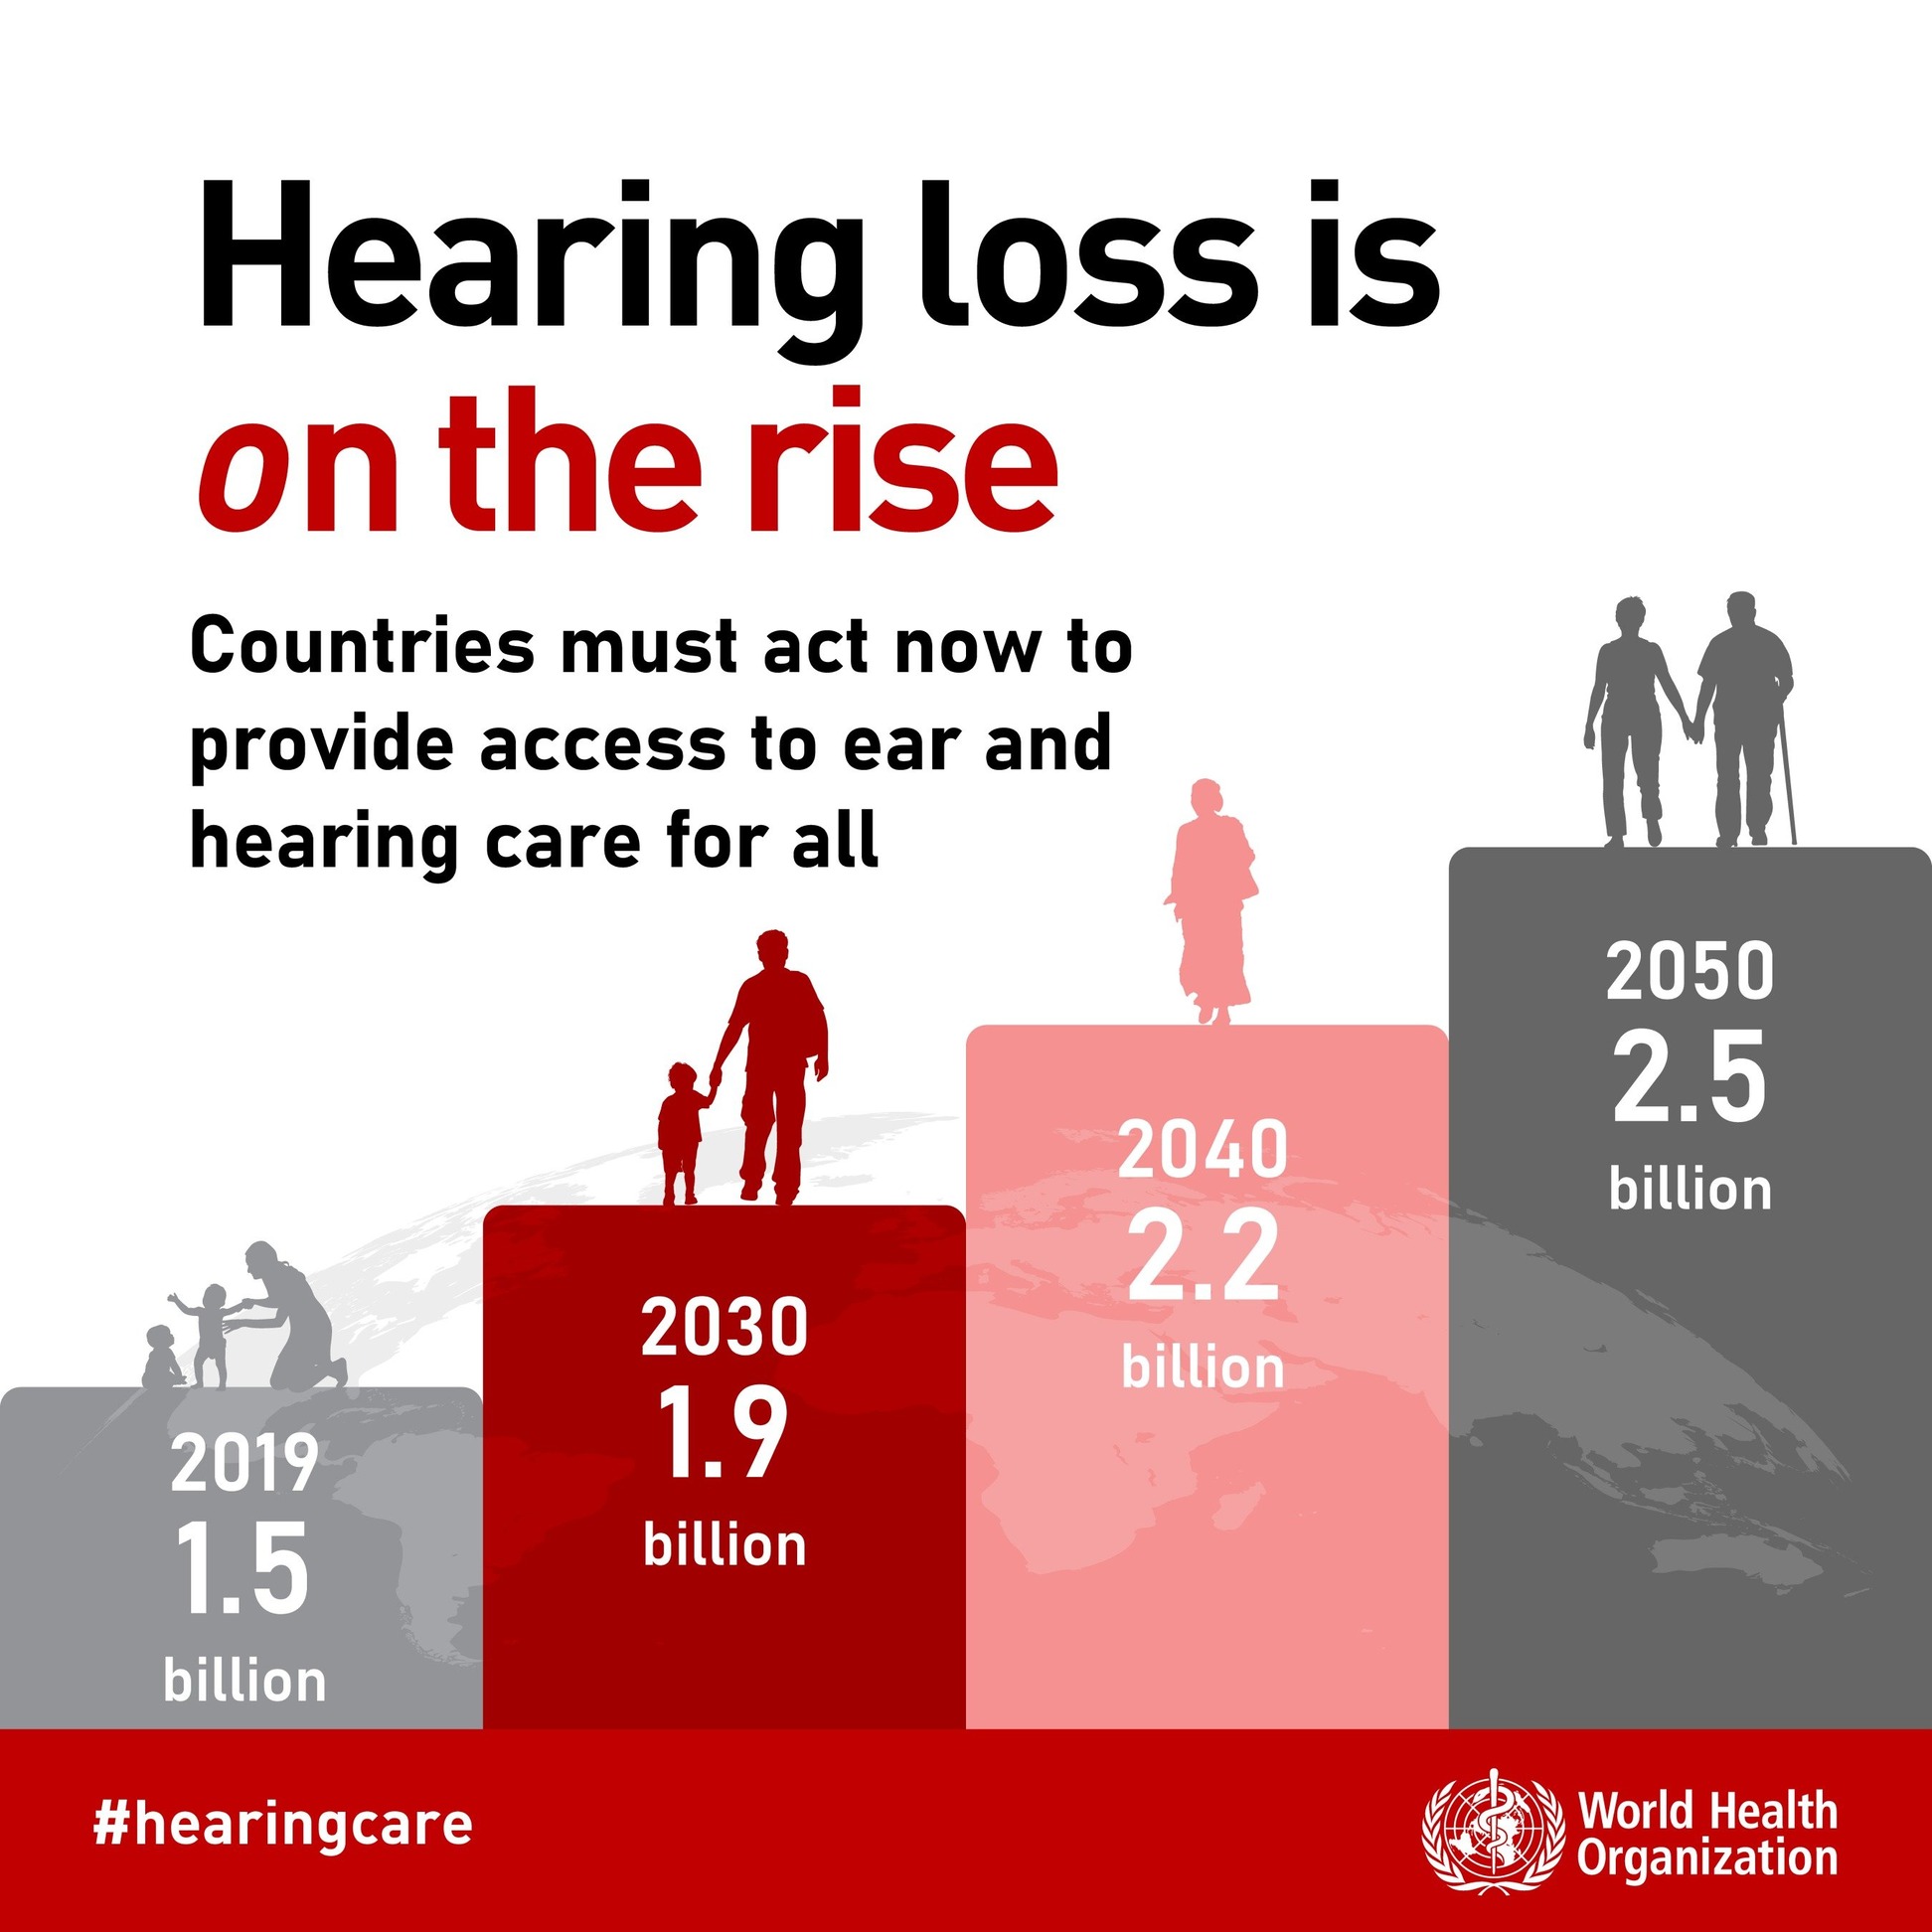 Hearing loss is
on the rise
Countries must act now to
provide access to ear and
hearing care for all
2019
1.5
billion
2030
1.9
billion
2040
2.2
billion
2050
2.5
billion
#hearingcare
World Health
Organization